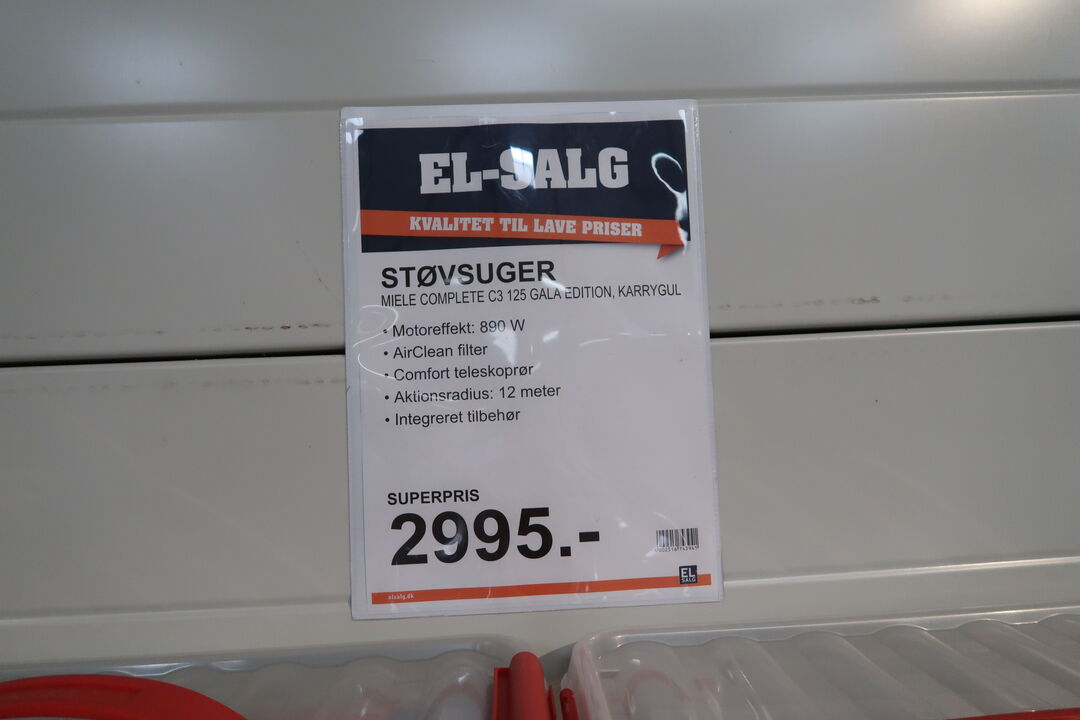 EL-SALG
KVALITET TIL LAVE PRISER
STØVSUGER
MIELE COMPLETE C3 125 GALA EDITION, KARRYGUL
• Motoreffekt: 890 W
• AirClean filter
• Comfort teleskoprør
• Aktionsradius: 12 meter
• Integreret tilbehør
SUPERPRIS
2995.-
EL
SALG
elsalg.dk